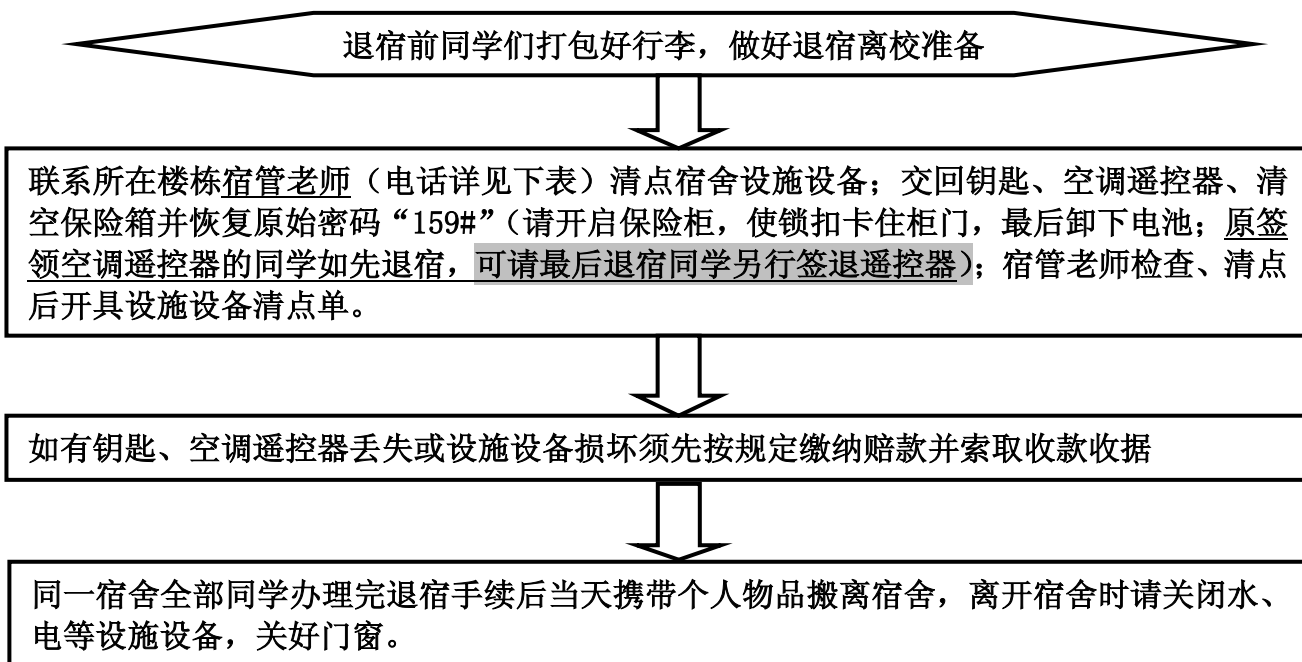 退宿前同学们打包好行李，做好退宿离校准备
联系所在楼栋宿管老师（电话详见下表）清点宿舍设施设备；交回钥匙、空调遥控器、清
空保险箱并恢复原始密码“159#”（请开启保险柜，使锁扣卡住柜门，最后卸下电池；原签
领空调遥控器的同学如先退宿，可请最后退宿同学另行签退遥控器）；宿管老师检查、清点
后开具设施设备清点单。
如有钥匙、空调遥控器丢失或设施设备损坏须先按规定缴纳赔款并索取收款收据
同一宿舍全部同学办理完退宿手续后当天携带个人物品搬离宿舍，离开宿舍时请关闭水、
电等设施设备，关好门窗。